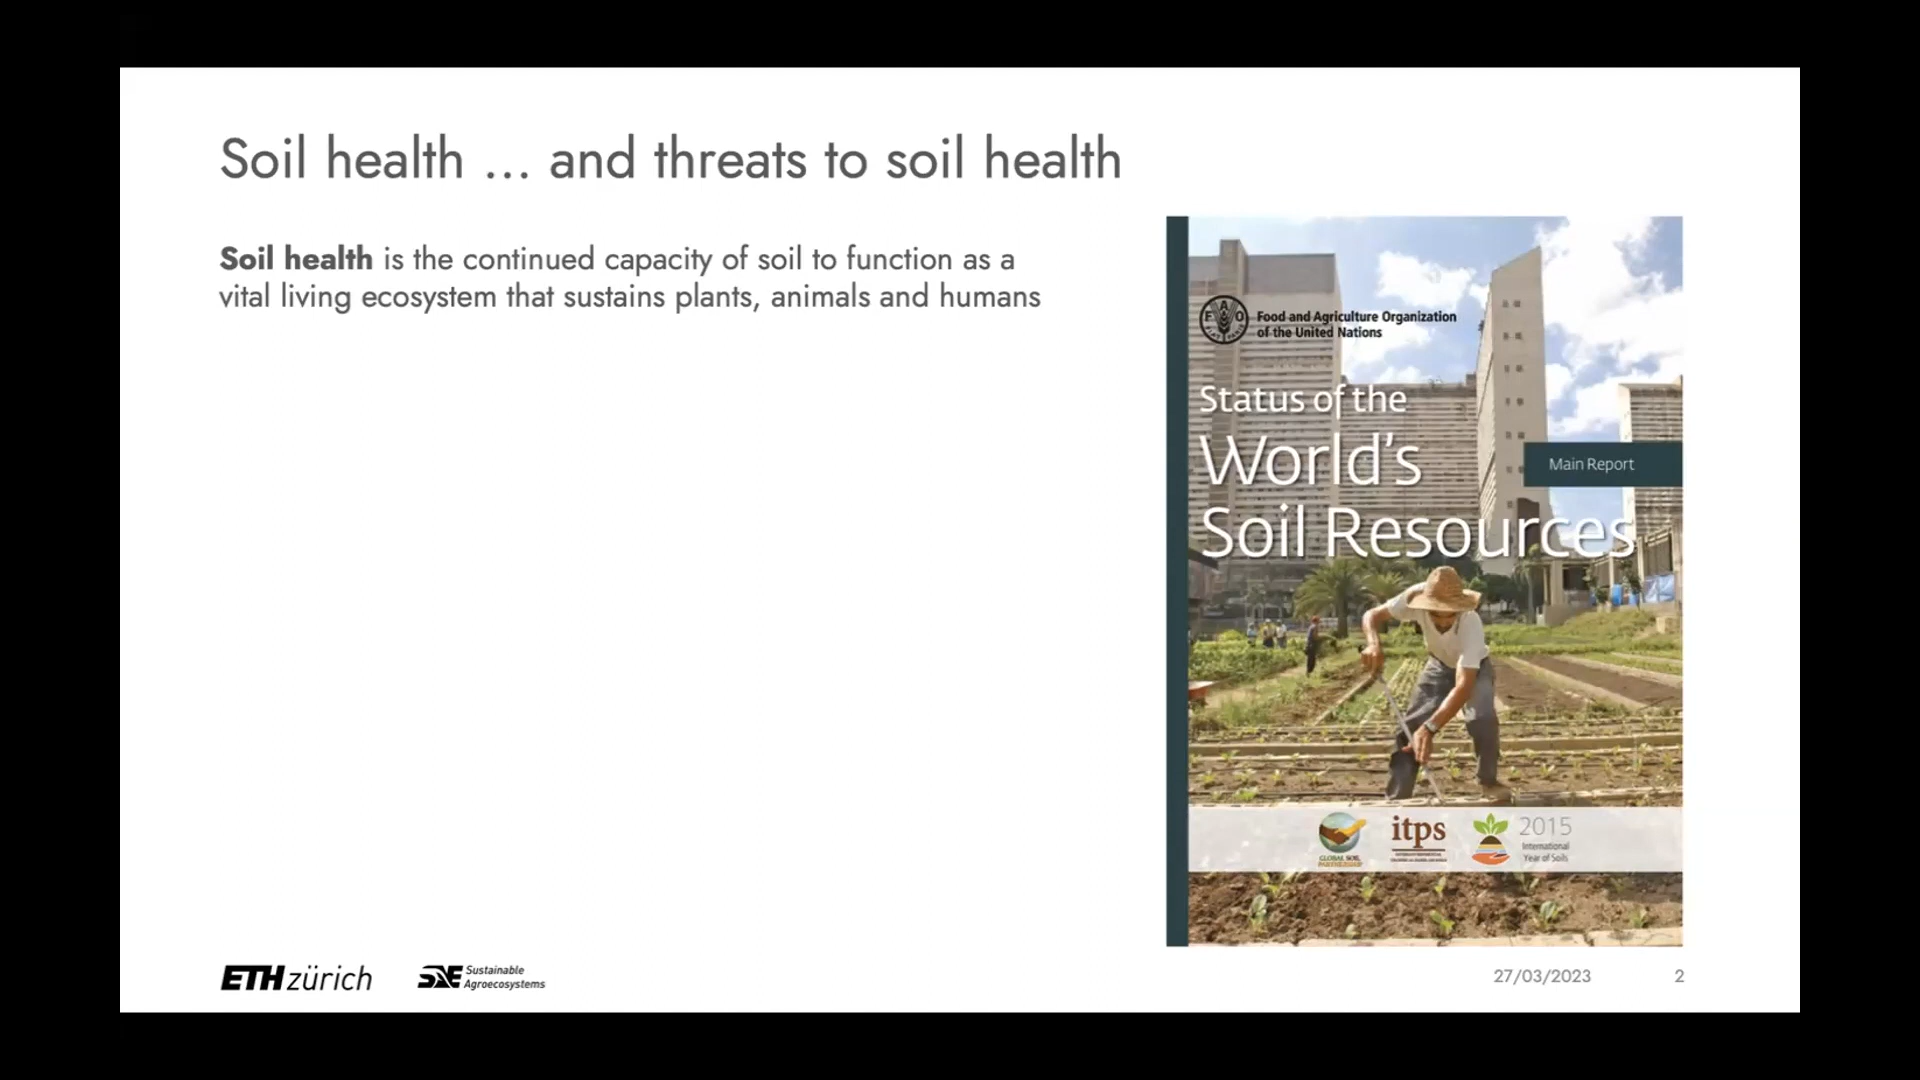 Soil health ... and threats to soil health
Soil health is the continued capacity of soil to function as a
vital living ecosystem that sustains plants, animals and humans
FAO
Food and Agriculture Organization
of the United Nations
Status of the
World's
Main Report
Soil Resources
GLOBAL SOIL
PARTNERSHIP
itps
2015
International
Year of Soils
ETH zürich
SAE Sustainable
Agroecosystems
27/03/2023
2